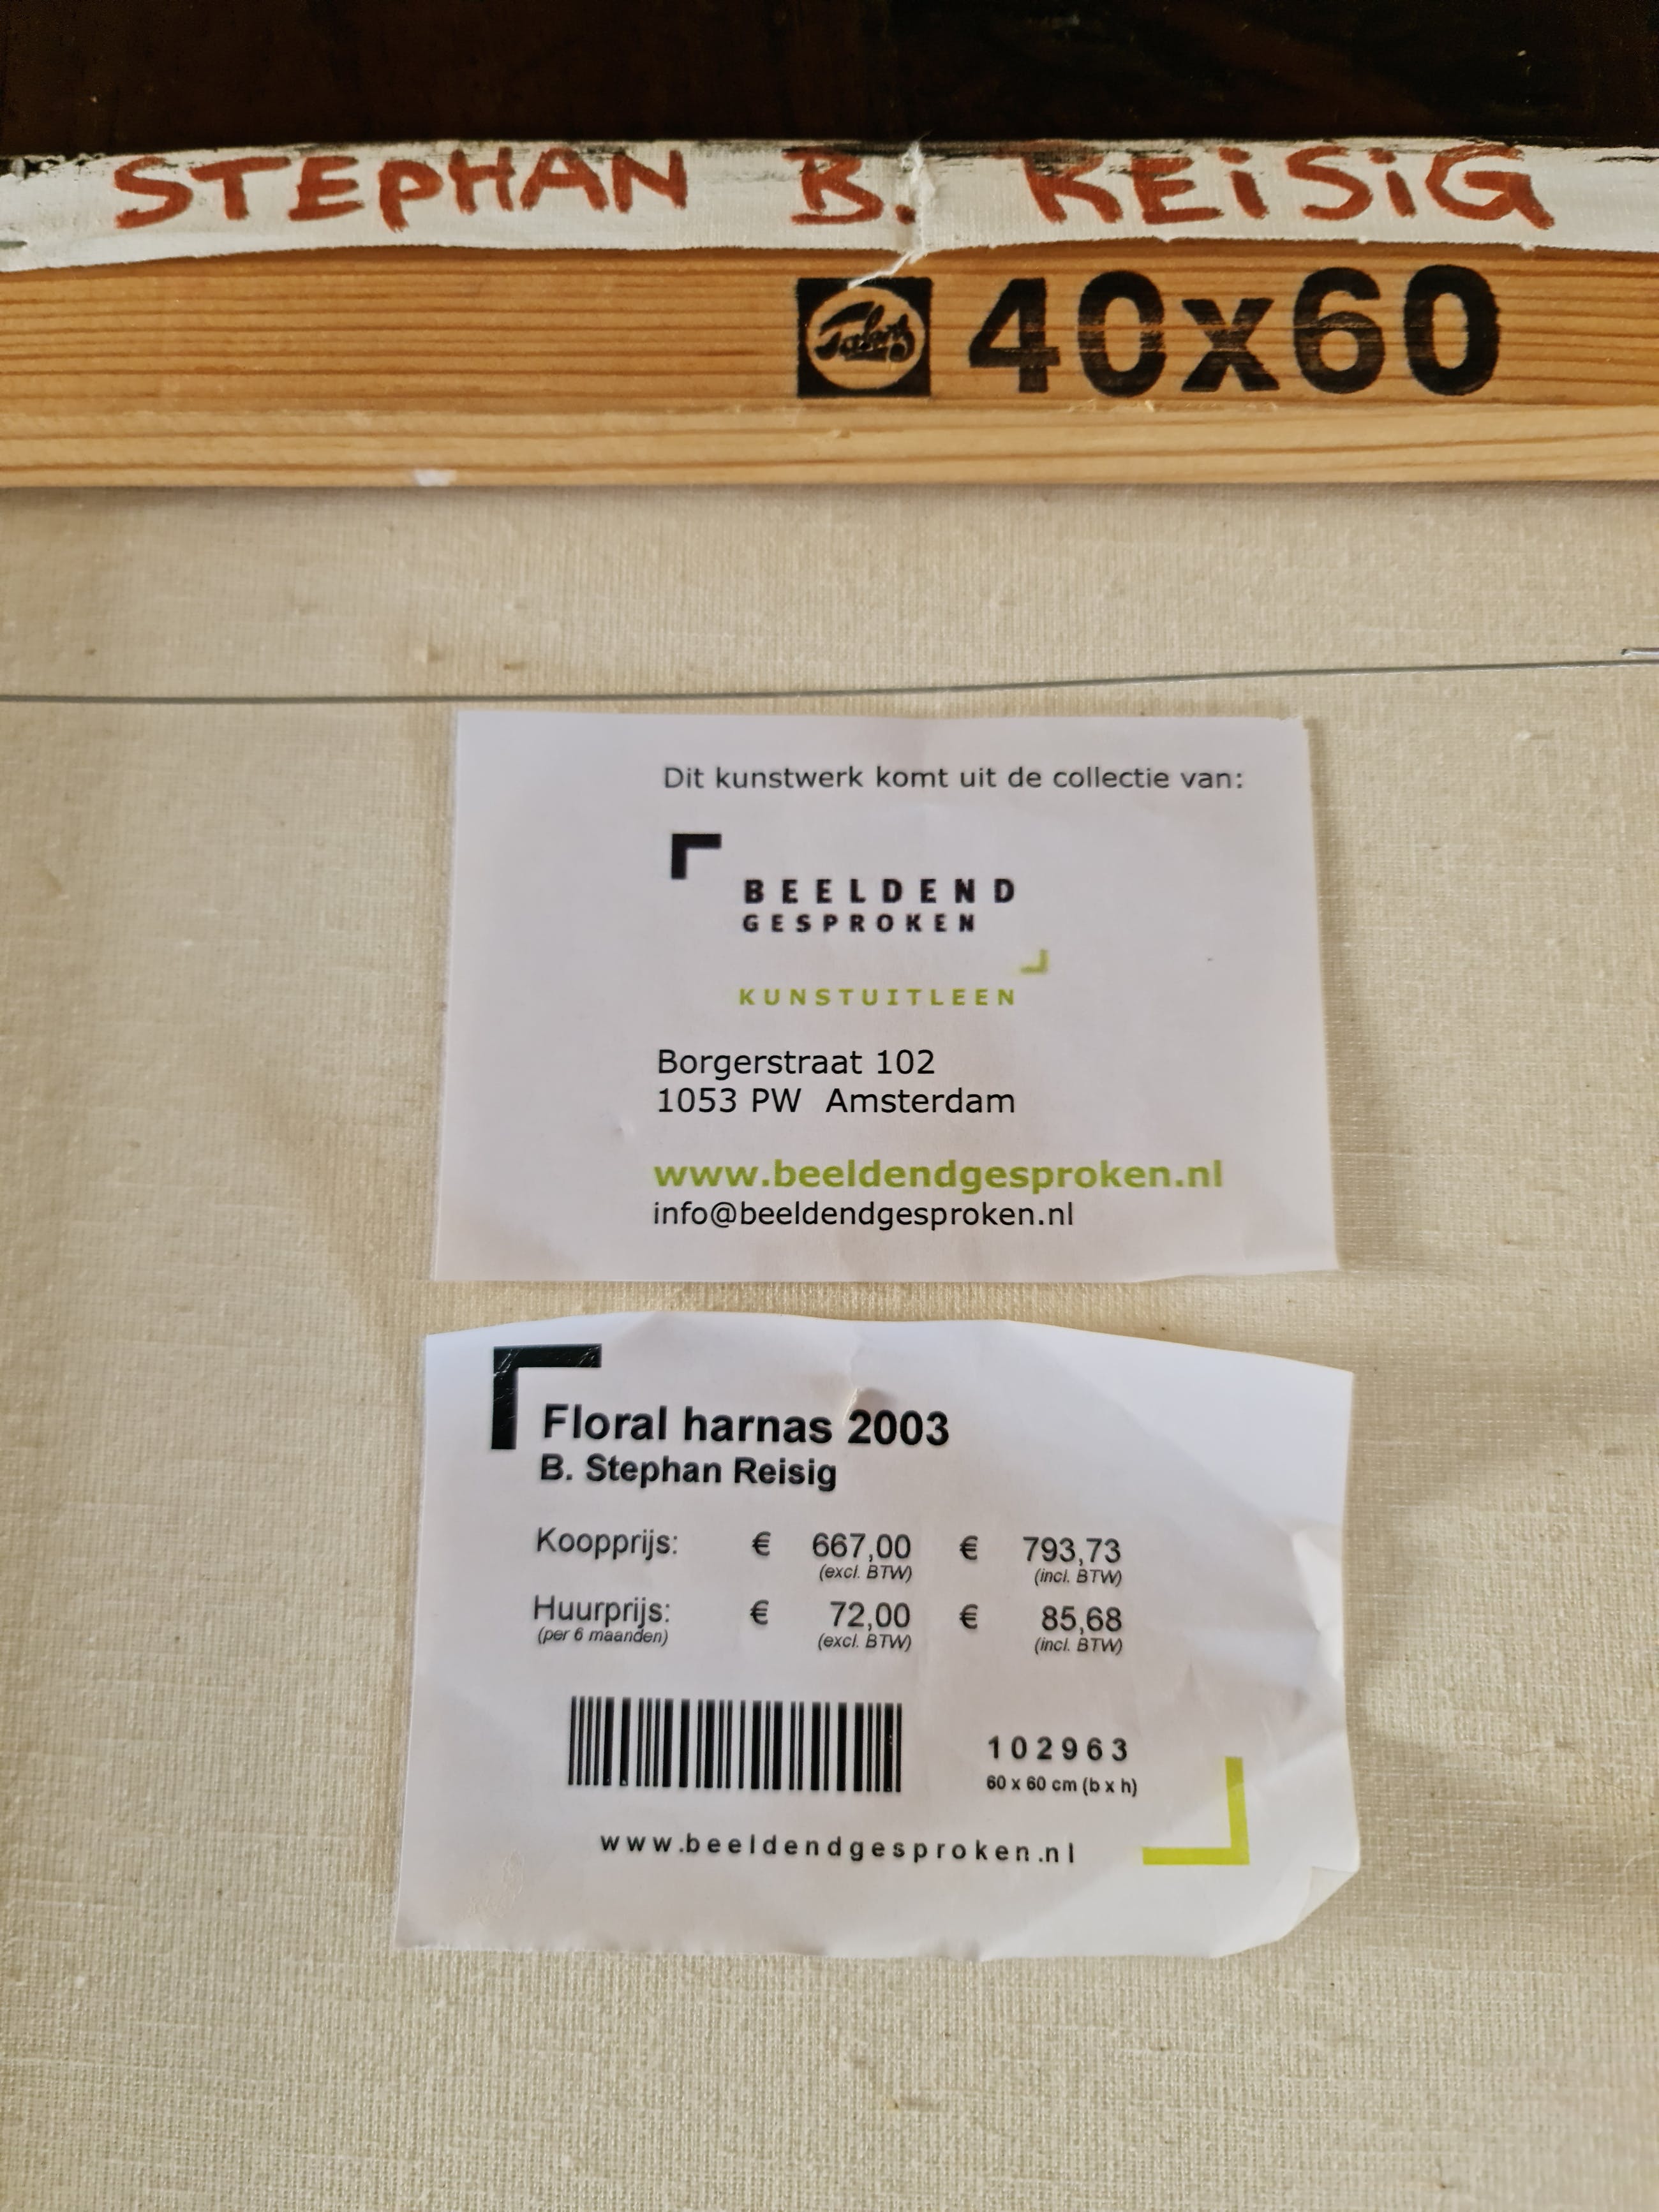 STEPHAN B. REiSiG
Talens 40x60
Dit kunstwerk komt uit de collectie van:
BEELDEND
GESPROKEN
KUNSTUITLEEN
Borgerstraat 102
1053 PW Amsterdam
www.beeldendgesproken.nl
info@beeldendgesproken.nl
Floral harnas 2003
B. Stephan Reisig
Koopprijs: € 667,00 € 793,73
(excl. BTW) (incl. BTW)
Huurprijs: € 72,00 € 85,68
(per 6 maanden) (excl. BTW) (incl. BTW)
102963
60 x 60 cm (b x h)
www.beeldendgesproken.nl